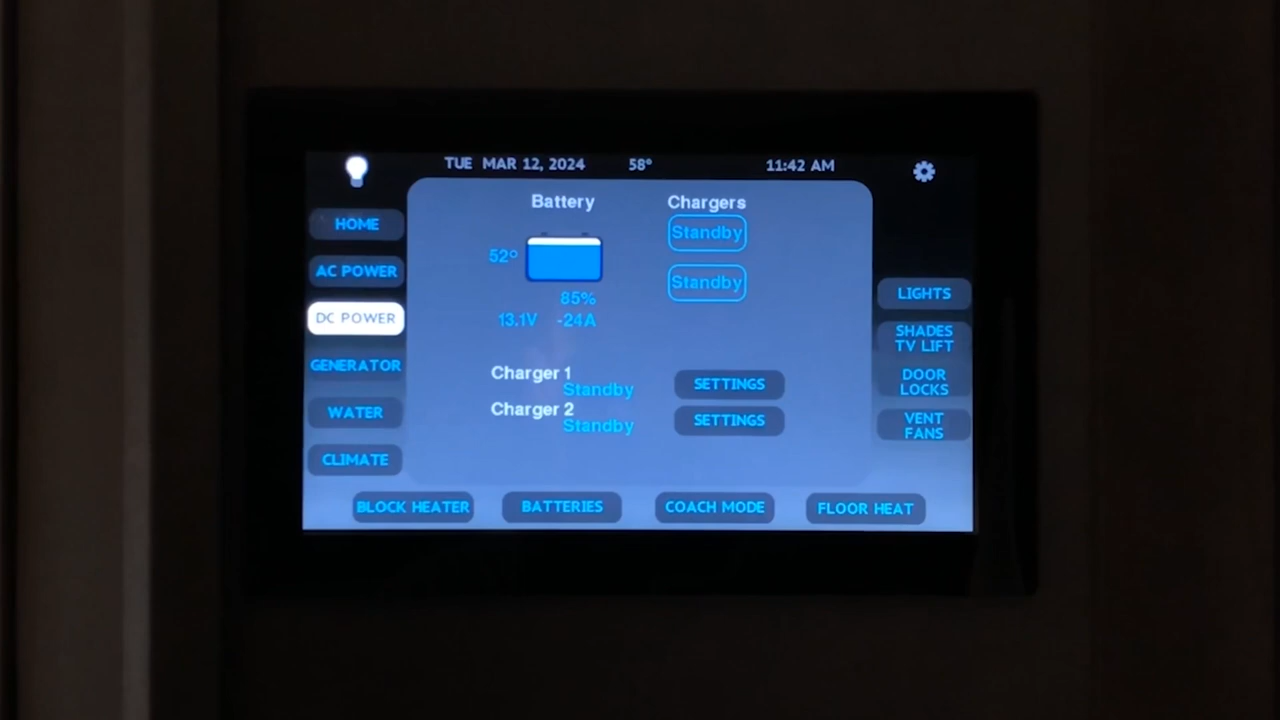 TUE MAR 12, 2024 58° 11:42 AM
HOME
AC POWER
DC POWER
GENERATOR
WATER
CLIMATE
Battery
52°
85%
13.1V -24A
Chargers
Standby
Standby
Charger 1
Standby
SETTINGS
Charger 2
Standby
SETTINGS
LIGHTS
SHADES
TV LIFT
DOOR
LOCKS
VENT
FANS
BLOCK HEATER
BATTERIES
COACH MODE
FLOOR HEAT